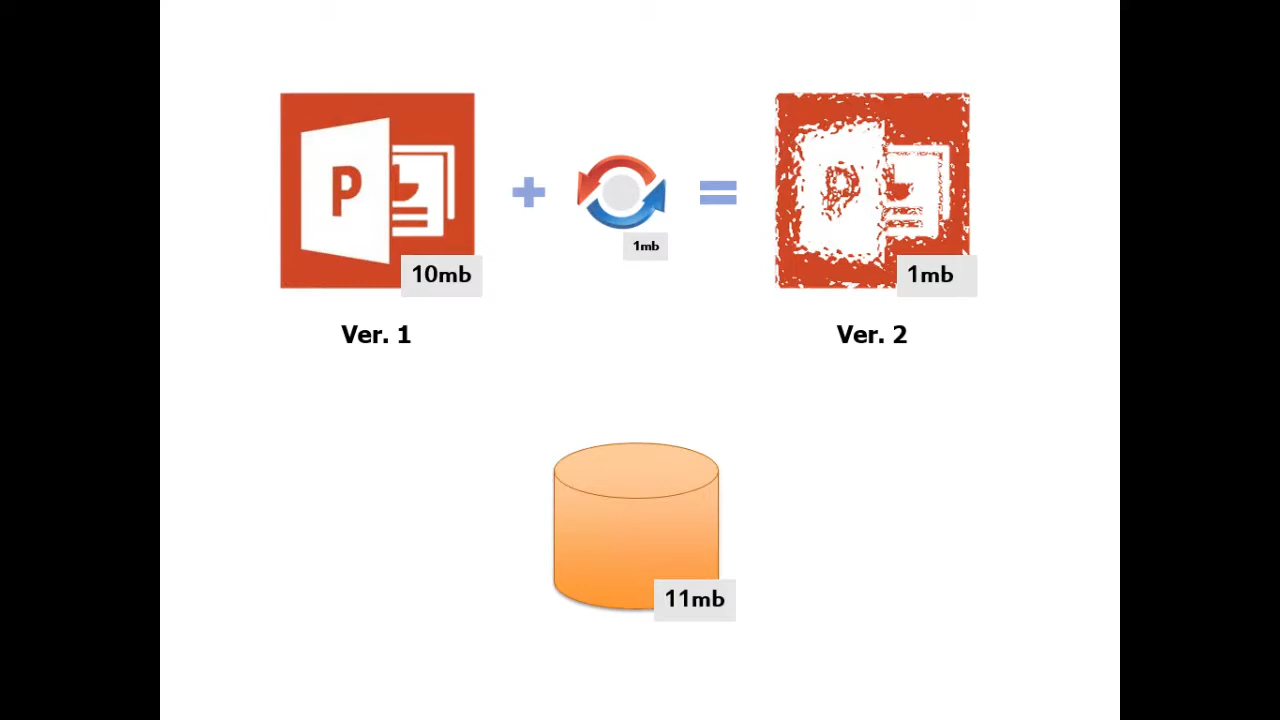 P
10mb
Ver. 1
+
1mb
=
P
1mb
Ver. 2
11mb